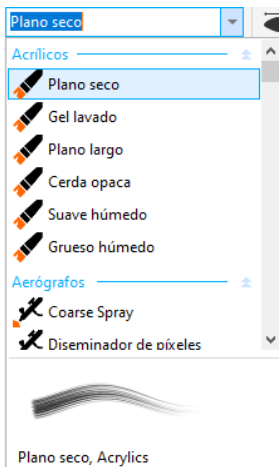 Plano seco
Acrílicos
Plano seco
Gel lavado
Plano largo
Cerda opaca
Suave húmedo
Grueso húmedo
Aerógrafos
Coarse Spray
Diseminador de píxeles
Plano seco, Acrylics